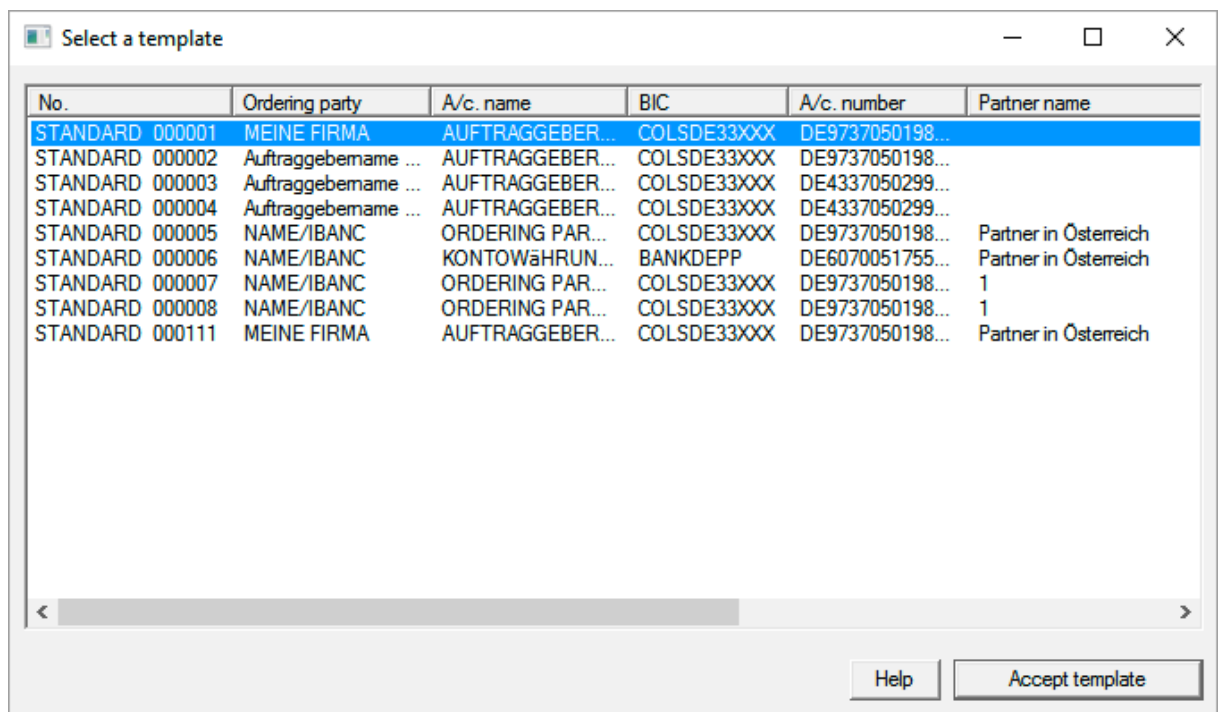 Select a template
No. Ordering party A/c. name BIC A/c. number Partner name
STANDARD 000001 MEINE FIRMA AUFTRAGGEBER... COLSDE33XXX DE9737050198...
STANDARD 000002 Auftraggebername ... AUFTRAGGEBER... COLSDE33XXX DE9737050198...
STANDARD 000003 Auftraggebername ... AUFTRAGGEBER... COLSDE33XXX DE4337050299...
STANDARD 000004 Auftraggebername ... AUFTRAGGEBER... COLSDE33XXX DE4337050299...
STANDARD 000005 NAME/IBANC ORDERING PAR... COLSDE33XXX DE9737050198... Partner in Österreich
STANDARD 000006 NAME/IBANC KONTOWäHRUN... BANKDEPP DE6070051755... Partner in Österreich
STANDARD 000007 NAME/IBANC ORDERING PAR... COLSDE33XXX DE9737050198... 1
STANDARD 000008 NAME/IBANC ORDERING PAR... COLSDE33XXX DE9737050198... 1
STANDARD 000111 MEINE FIRMA AUFTRAGGEBER... COLSDE33XXX DE9737050198... Partner in Österreich
Help Accept template